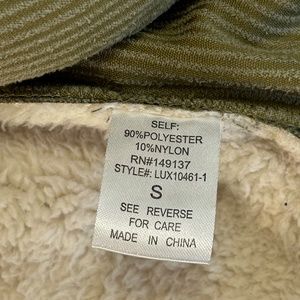 SELF:
90%POLYESTER
10%NYLON
RN#149137
STYLE#: LUX10461-1
S
SEE REVERSE
FOR CARE
MADE IN CHINA